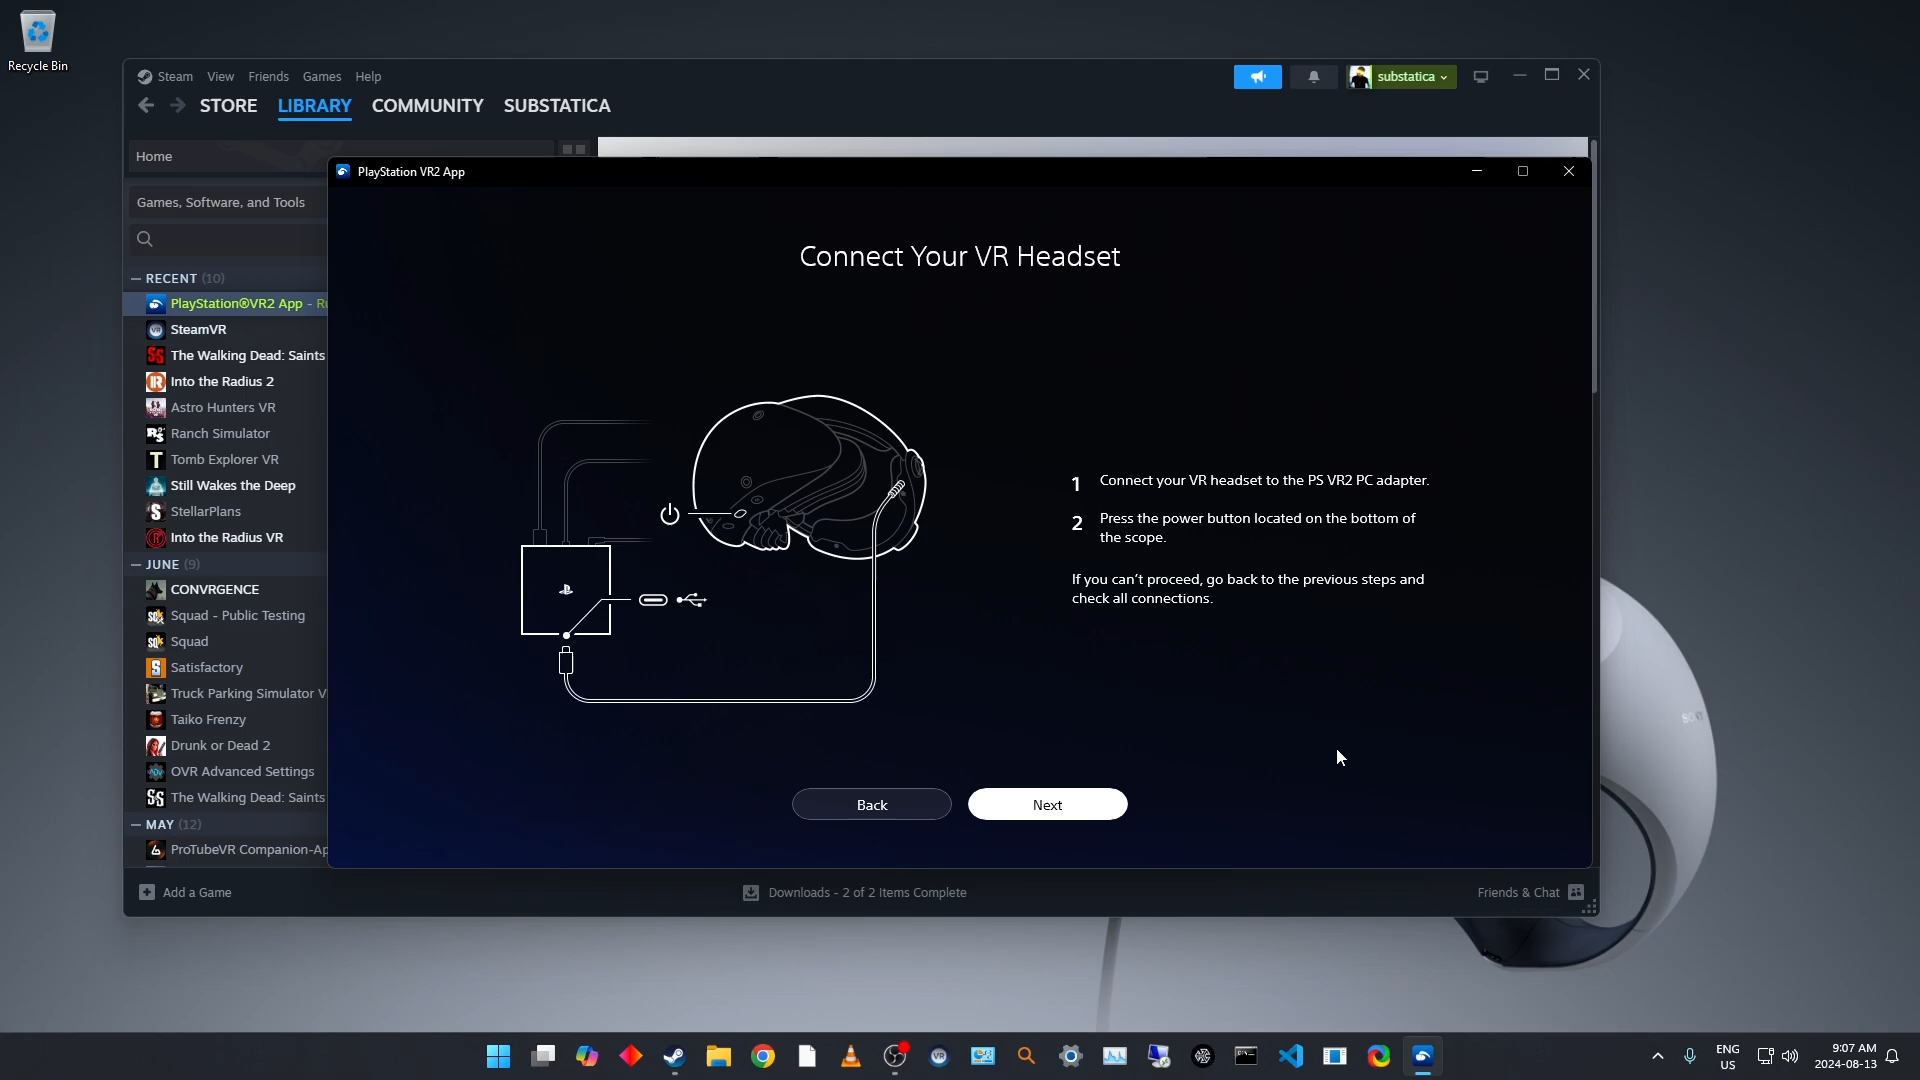 Recycle Bin
Steam View Friends Games Help
substatica
STORE LIBRARY COMMUNITY SUBSTATICA
Home
PlayStation VR2 App
Games, Software, and Tools
Connect Your VR Headset
RECENT (10)
PlayStation®VR2 App - Ru
SteamVR
The Walking Dead: Saints
Into the Radius 2
Astro Hunters VR
Ranch Simulator
Tomb Explorer VR
Still Wakes the Deep
StellarPlans
Into the Radius VR
JUNE (9)
CONVRGENCE
Squad - Public Testing
Squad
Satisfactory
Truck Parking Simulator V
Taiko Frenzy
Drunk or Dead 2
OVR Advanced Settings
The Walking Dead: Saints
MAY (12)
ProTubeVR Companion-Ap
1 Connect your VR headset to the PS VR2 PC adapter.
2 Press the power button located on the bottom of
the scope.
If you can't proceed, go back to the previous steps and
check all connections.
Back
Next
SONY
Add a Game
Downloads - 2 of 2 Items Complete
Friends & Chat
ENG
US
9:07 AM
2024-08-13